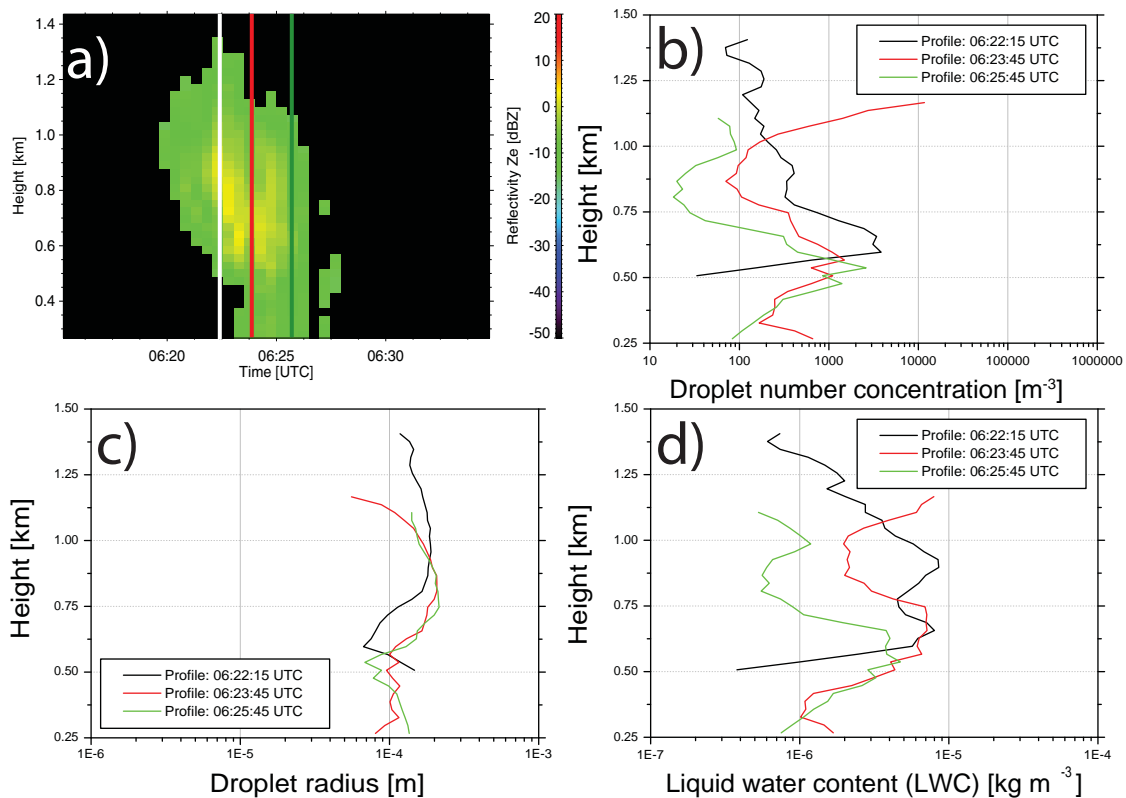 a)
1.4
1.2
1.0
0.8
0.6
0.4
Height [km]
06:20
06:25
06:30
Time [UTC]
20
10
0
-10
-20
-30
-40
-50
Reflectivity Ze [dBZ]
b)
Profile: 06:22:15 UTC
Profile: 06:23:45 UTC
Profile: 06:25:45 UTC
1.50
1.25
1.00
0.75
0.50
0.25
Height [km]
10
100
1000
10000
100000
1000000
Droplet number concentration [m-3]
c)
1.50
1.25
1.00
0.75
0.50
0.25
Height [km]
Profile: 06:22:15 UTC
Profile: 06:23:45 UTC
Profile: 06:25:45 UTC
1E-6
1E-5
1E-4
1E-3
Droplet radius [m]
d)
Profile: 06:22:15 UTC
Profile: 06:23:45 UTC
Profile: 06:25:45 UTC
1.50
1.25
1.00
0.75
0.50
0.25
Height [km]
1E-7
1E-6
1E-5
1E-4
Liquid water content (LWC) [kg m-3]